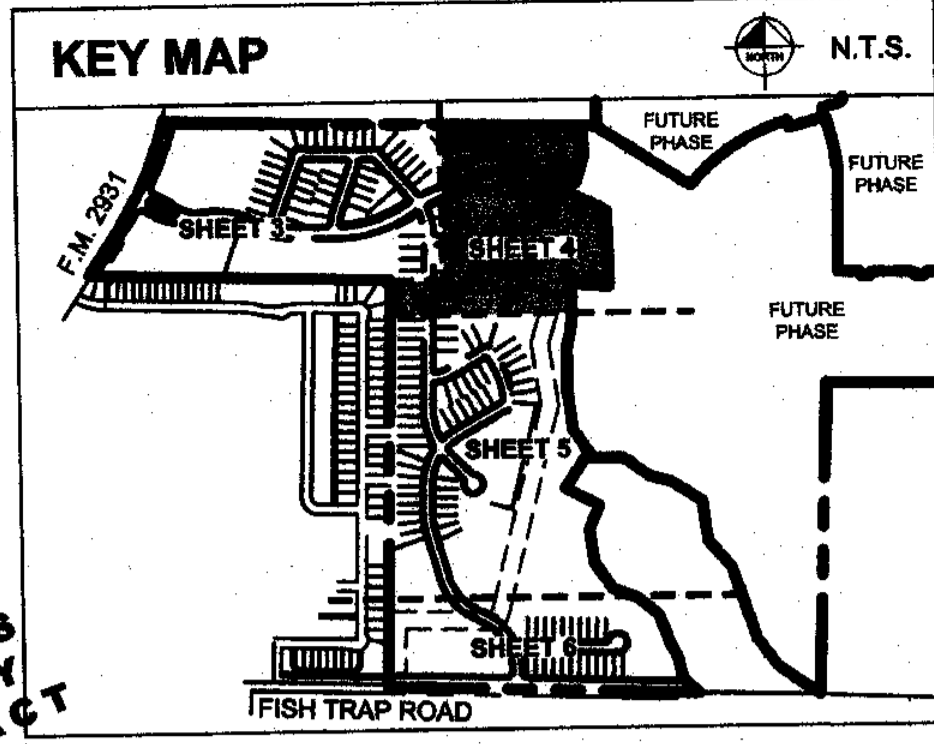 KEY MAP
NORTH
N.T.S.
FUTURE
PHASE
FUTURE
PHASE
F.M. 2931
SHEET 3
SHEET 4
FUTURE
PHASE
SHEET 5
SHEET 6
FISH TRAP ROAD
S
Y
ACT